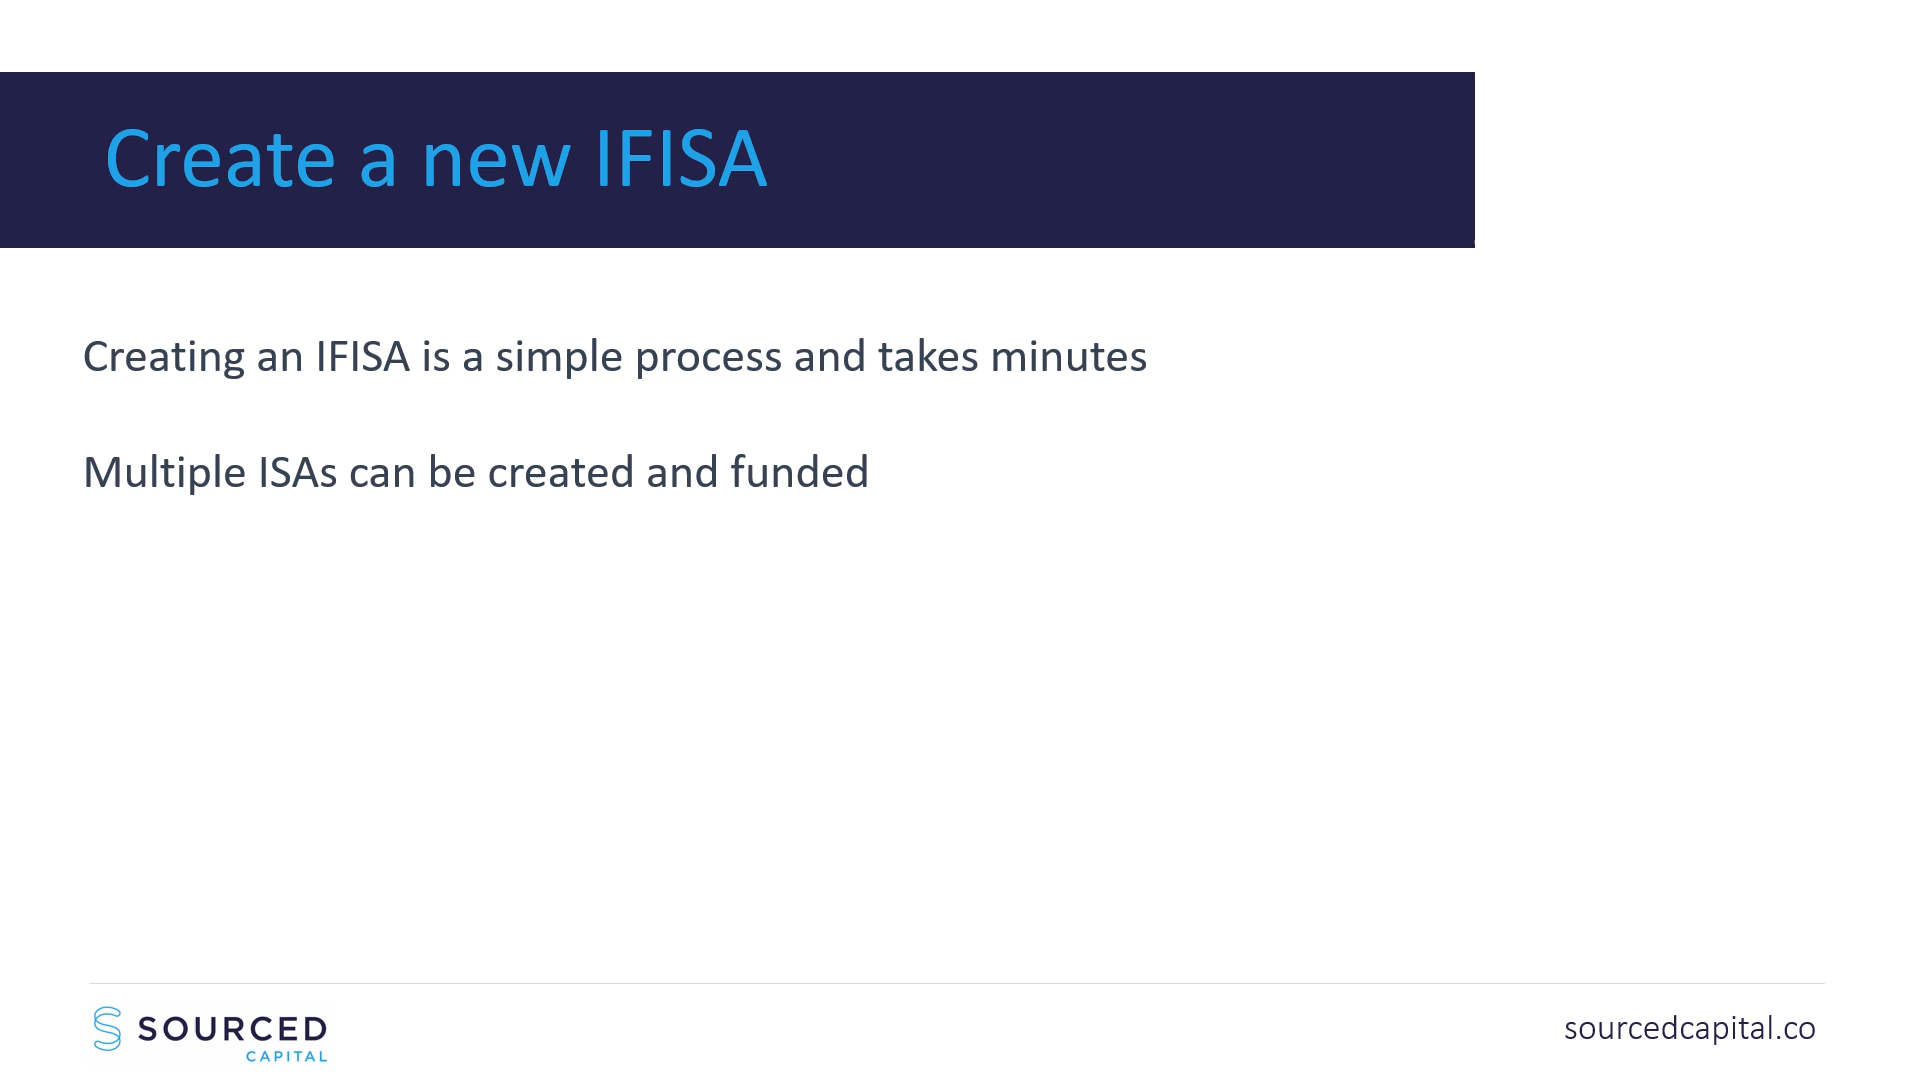 Create a new IFISA
Creating an IFISA is a simple process and takes minutes
Multiple ISAs can be created and funded
SOURCED
CAPITAL
sourcedcapital.co